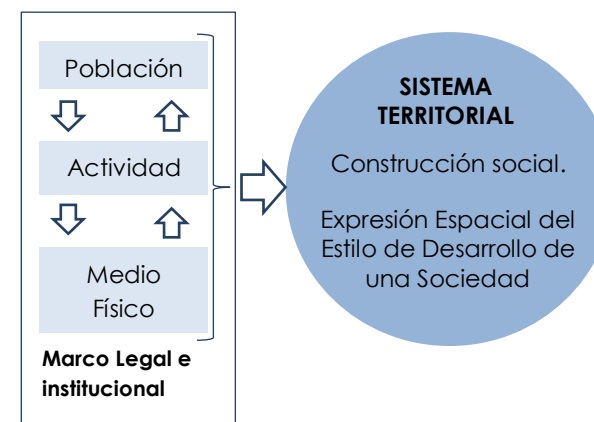 Población
Actividad
Medio
Físico
Marco Legal e
institucional
SISTEMA
TERRITORIAL
Construcción social.
Expresión Espacial del
Estilo de Desarrollo de
una Sociedad